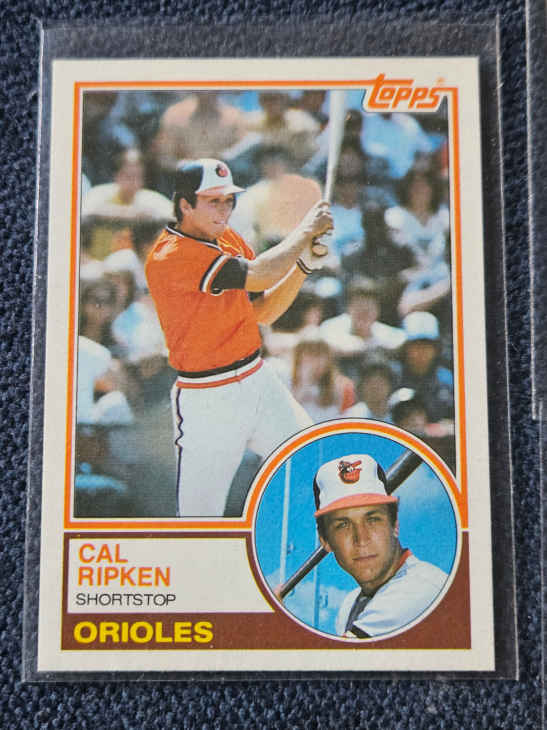 Topps
CAL
RIPKEN
SHORTSTOP
ORIOLES